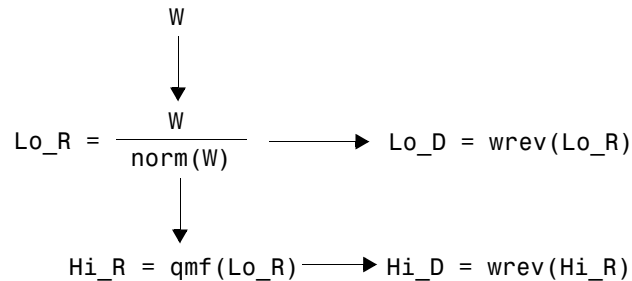 W
W
Lo_R = ─── Lo_D = wrev(Lo_R)
norm(W)
Hi_R = qmf(Lo_R) Hi_D = wrev(Hi_R)